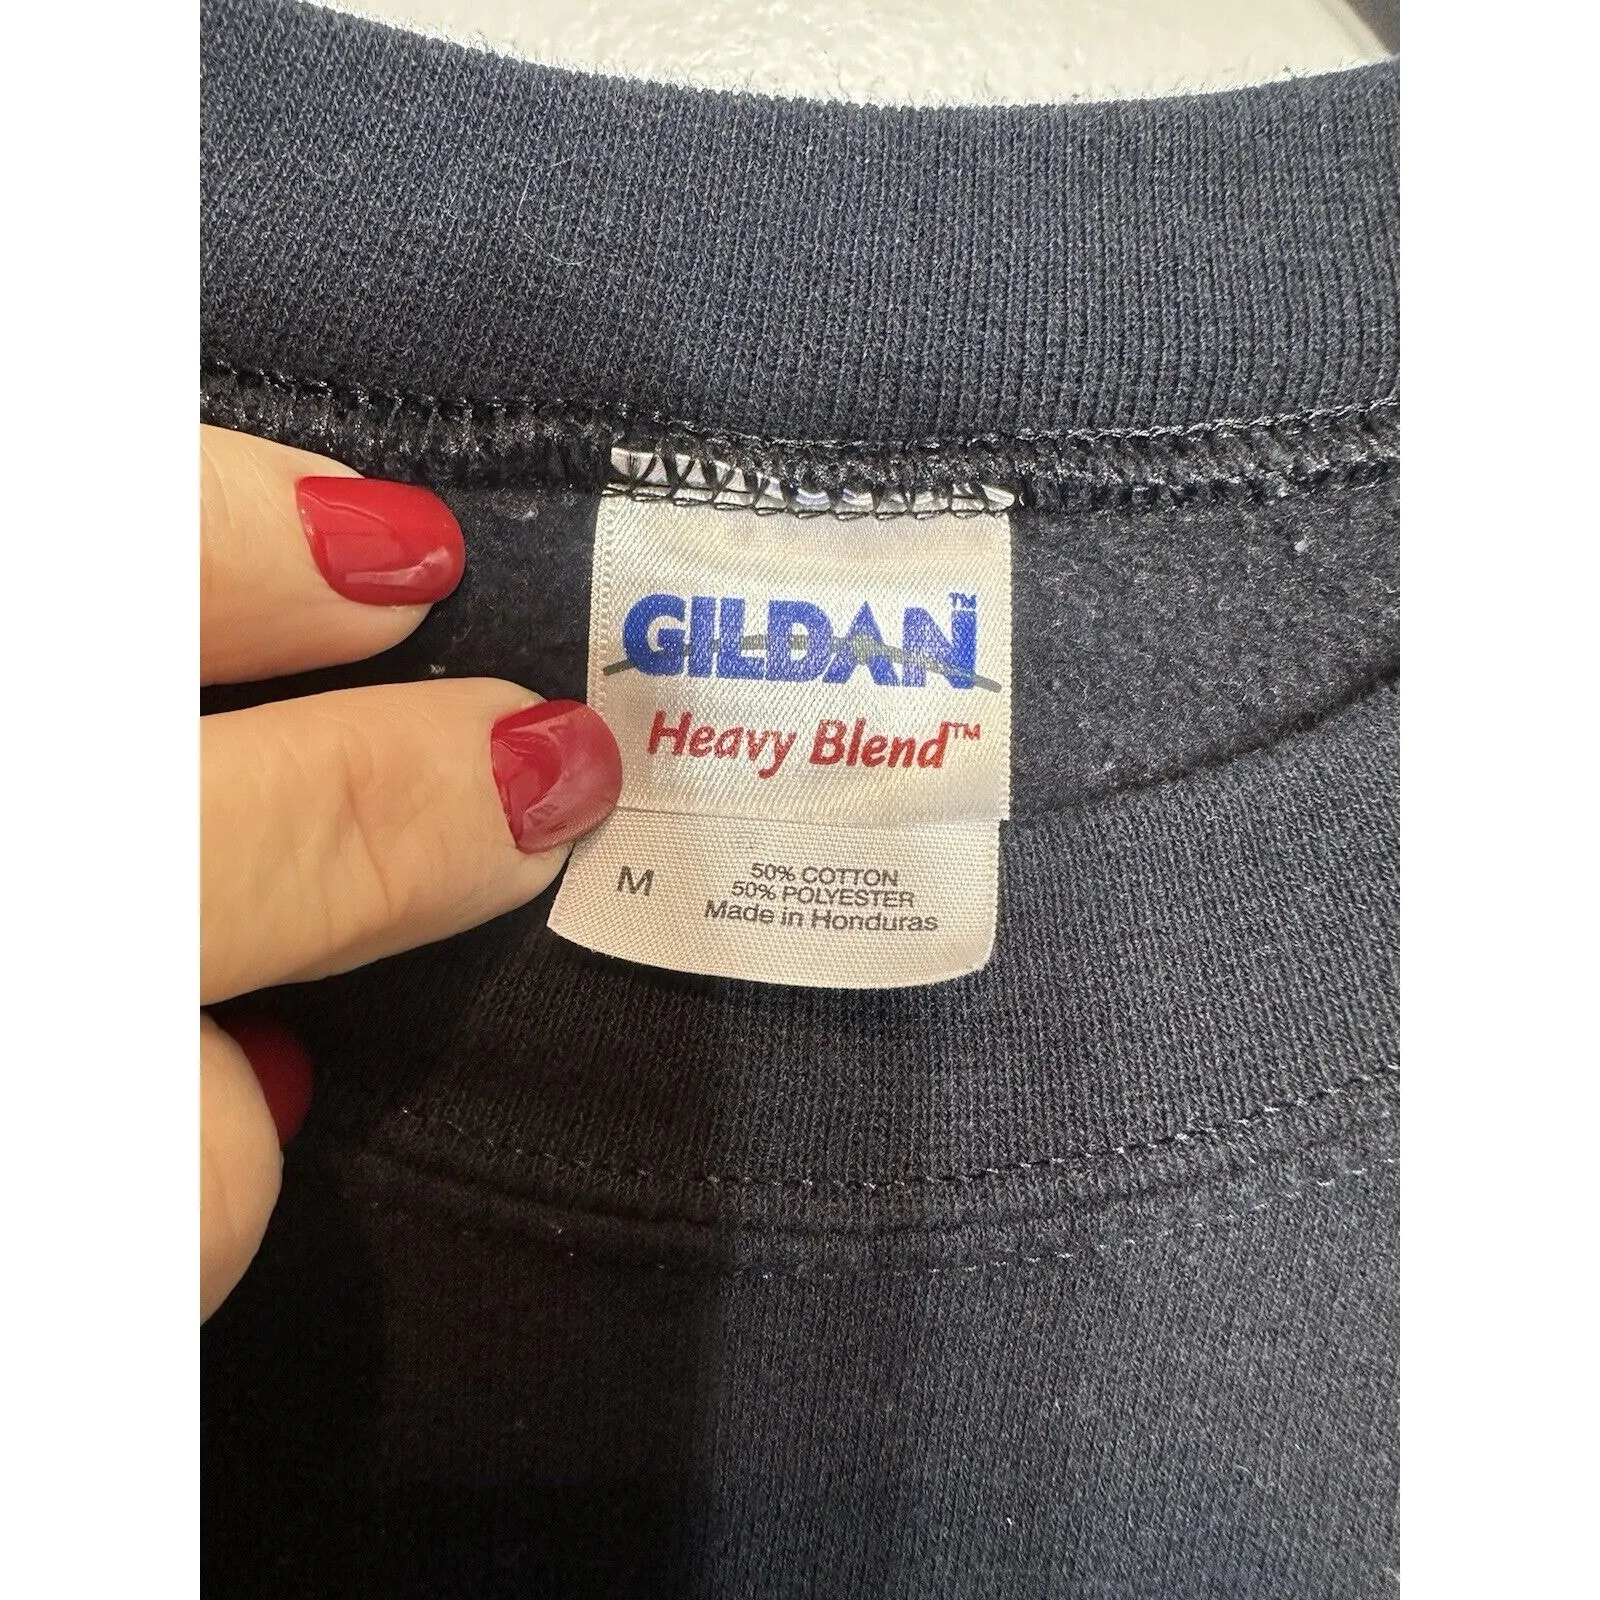 GILDAN™
Heavy Blend™
M
50% COTTON
50% POLYESTER
Made in Honduras